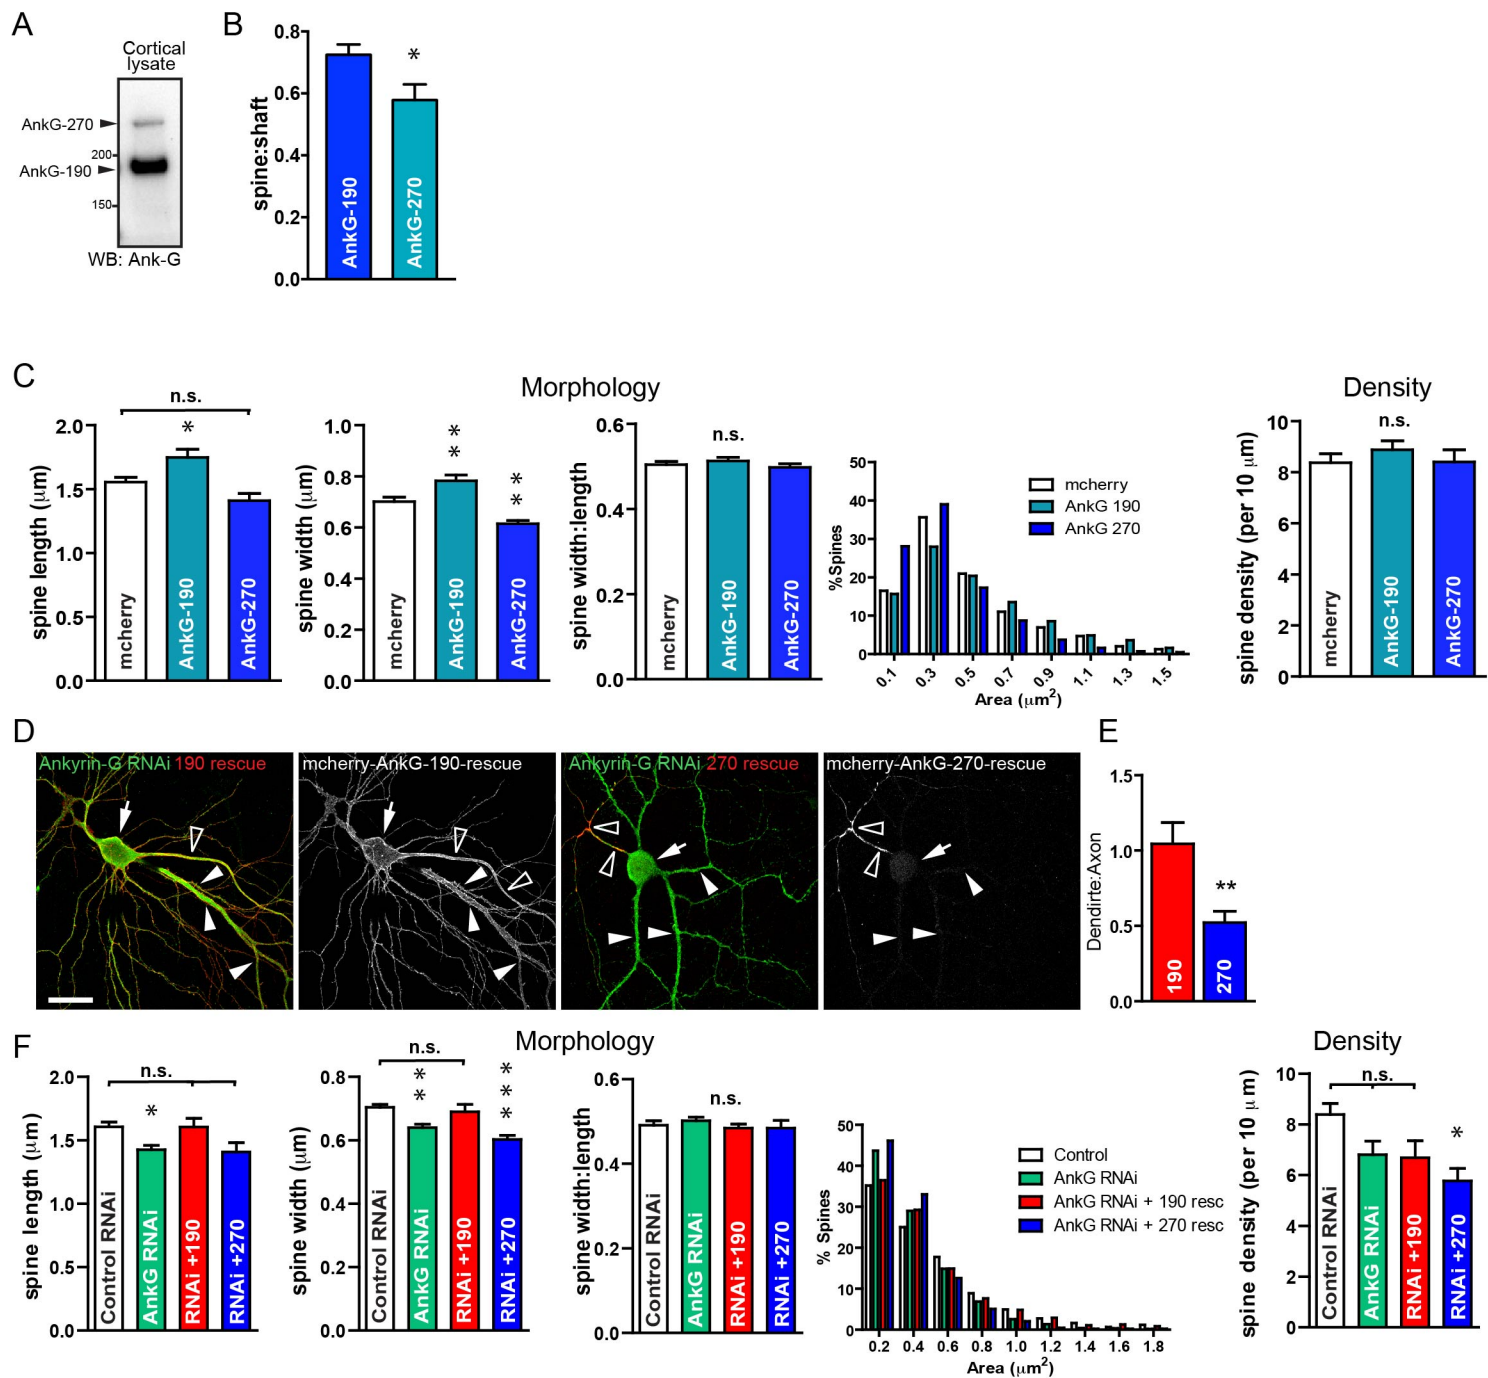 A
Cortical
lysate
AnkG-270
200
AnkG-190
150
WB: Ank-G
B
spine:shaft
0.8
0.6
0.4
0.2
0.0
*
AnkG-190
AnkG-270
C
Morphology
Density
spine length (μm)
2.0
1.5
1.0
0.5
0.0
n.s.
*
mcherry
AnkG-190
AnkG-270
spine width (μm)
1.0
0.8
0.6
0.4
0.2
0.0
**
**
mcherry
AnkG-190
AnkG-270
spine width:length
0.6
0.4
0.2
0.0
n.s.
mcherry
AnkG-190
AnkG-270
%Spines
50
40
30
20
10
0
mcherry
AnkG 190
AnkG 270
0.1 0.3 0.5 0.7 0.9 1.1 1.3 1.5
Area (μm2)
spine density (per 10 μm)
10
8
6
4
2
0
n.s.
mcherry
AnkG-190
AnkG-270
D
Ankyrin-G RNAi 190 rescue
mcherry-AnkG-190-rescue
Ankyrin-G RNAi 270 rescue
mcherry-AnkG-270-rescue
E
Dendirte:Axon
1.5
1.0
0.5
0.0
**
190
270
F
Morphology
Density
spine length (μm)
2.0
1.5
1.0
0.5
0.0
n.s.
*
Control RNAi
AnkG RNAi
RNAi +190
RNAi +270
spine width (μm)
0.8
0.6
0.4
0.2
0.0
n.s.
**
***
Control RNAi
AnkG RNAi
RNAi +190
RNAi +270
spine width:length
0.6
0.4
0.2
0.0
n.s.
Control RNAi
AnkG RNAi
RNAi +190
RNAi +270
% Spines
50
40
30
20
10
0
Control
AnkG RNAi
AnkG RNAi + 190 resc
AnkG RNAi + 270 resc
0.2 0.4 0.6 0.8 1.0 1.2 1.4 1.6 1.8
Area (μm2)
spine density (per 10 μm)
10
8
6
4
2
0
n.s.
*
Control RNAi
AnkG RNAi
RNAi +190
RNAi +270